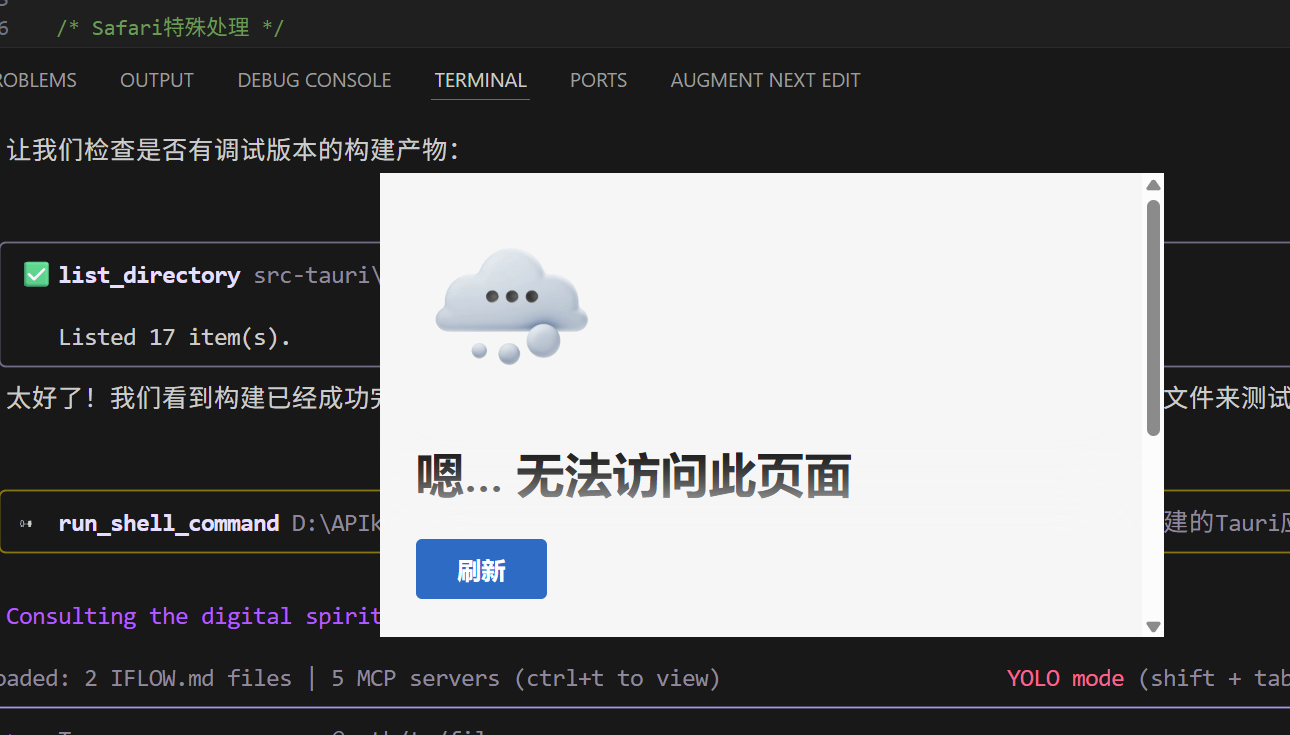 6 /* Safari特殊处理 */
ROBLEMS OUTPUT DEBUG CONSOLE TERMINAL PORTS AUGMENT NEXT EDIT
让我们检查是否有调试版本的构建产物：
list_directory src-tauri\
Listed 17 item(s).
太好了！我们看到构建已经成功完 文件来测试
嗯... 无法访问此页面
run_shell_command D:\APIk 建的Tauri应
刷新
Consulting the digital spirit
oaded: 2 IFLOW.md files | 5 MCP servers (ctrl+t to view) YOLO mode (shift + tab